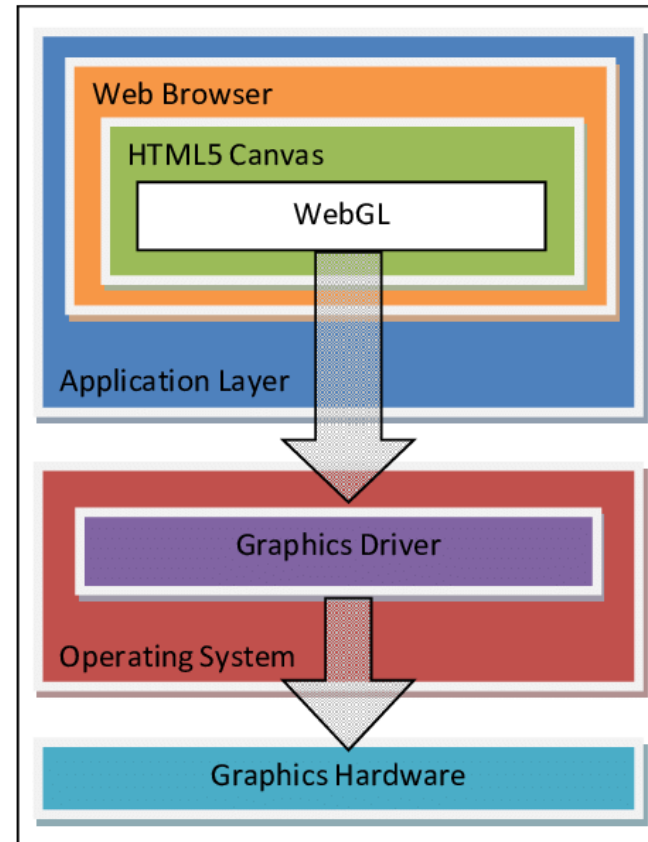 Web Browser
HTML5 Canvas
WebGL
Application Layer
Graphics Driver
Operating System
Graphics Hardware